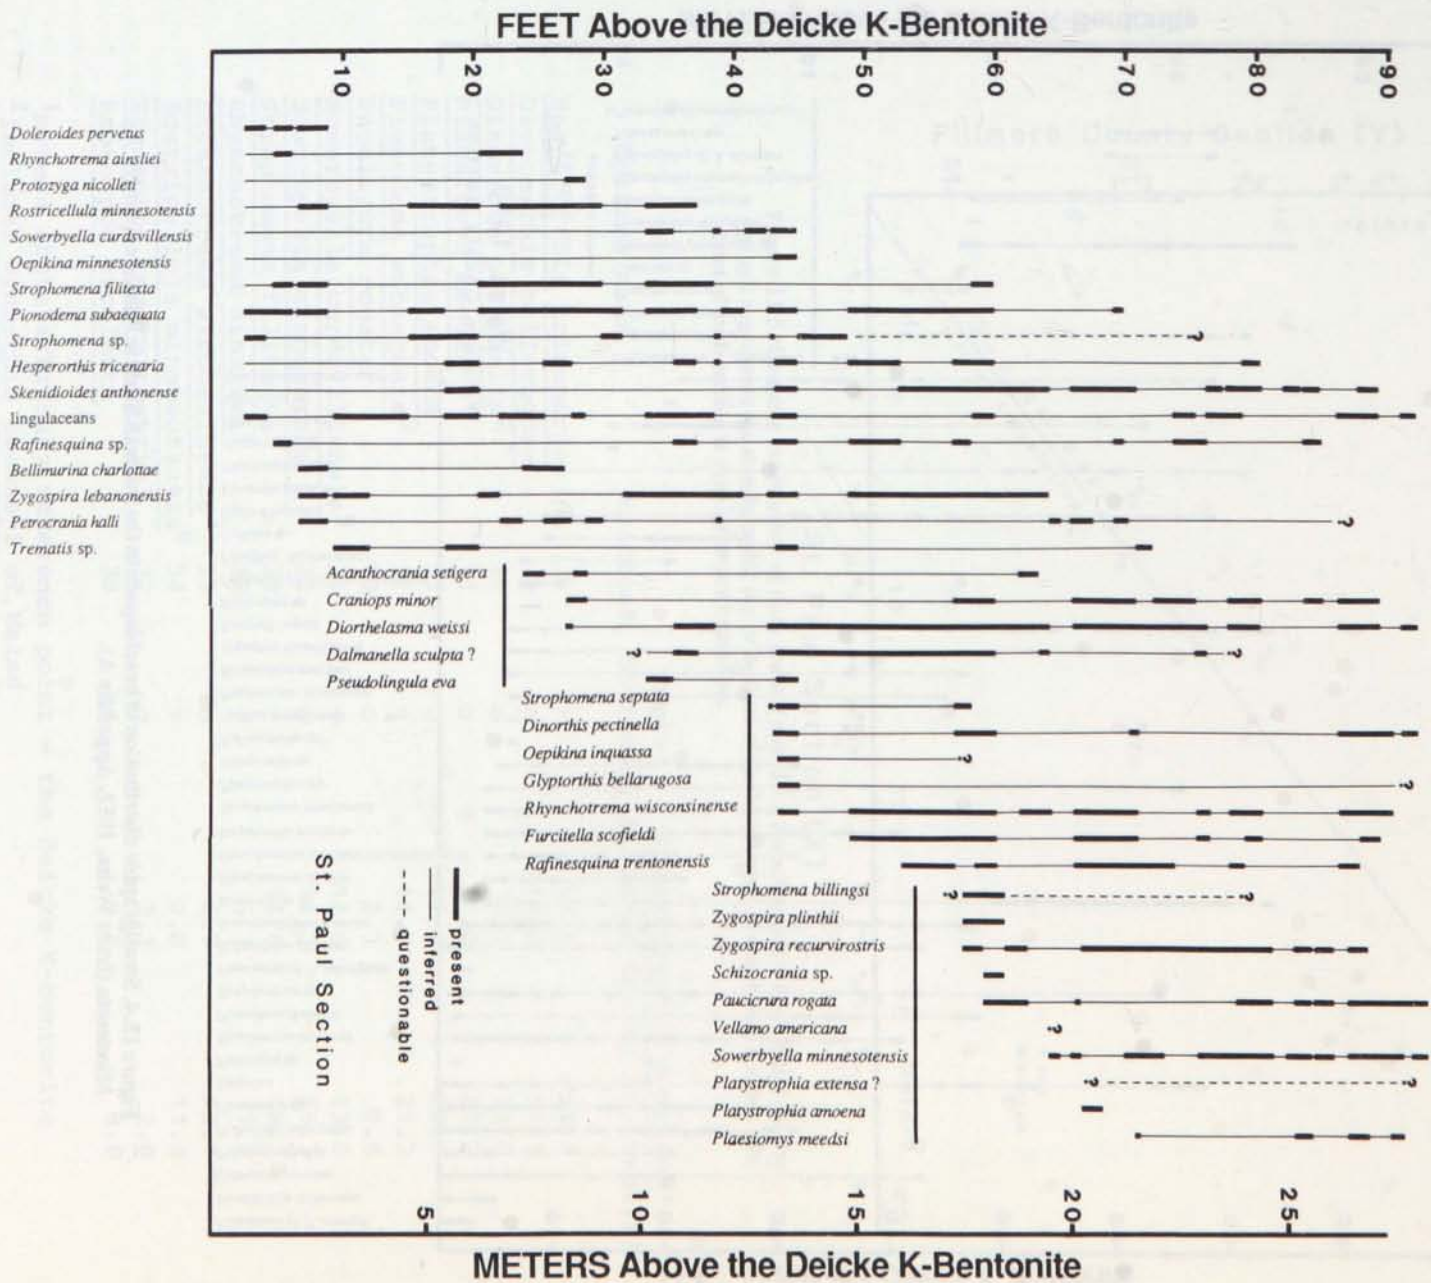 FEET Above the Deicke K-Bentonite
10 20 30 40 50 60 70 80 90
Doleroides pervetus
Rhynchotrema ainsliei
Protozyga nicolleti
Rostricellula minnesotensis
Sowerbyella curdsvillensis
Oepikina minnesotensis
Strophomena filitexta
Pionodema subaequata
Strophomena sp. ?
Hesperorthis tricenaria
Skenidioides anthonense
lingulaceans
Rafinesquina sp.
Bellimurina charlottae
Zygospira lebanonensis
Petrocrania halli ?
Trematis sp.
Acanthocrania setigera
Craniops minor
Diorthelasma weissi
Dalmanella sculpta ? ? ?
Pseudolingula eva
Strophomena septata
Dinorthis pectinella
Oepikina inquassa ?
Glyptorthis bellarugosa ?
Rhynchotrema wisconsinense
Furcitella scofieldi
Rafinesquina trentonensis
Strophomena billingsi ? ?
Zygospira plinthii
Zygospira recurvirostris
Schizocrania sp.
Paucicrura rogata
Vellamo americana ?
Sowerbyella minnesotensis
Platystrophia extensa ? ? ?
Platystrophia amoena
Plaesiomys meedsi
present
inferred
questionable
St. Paul Section
5 10 15 20 25
METERS Above the Deicke K-Bentonite